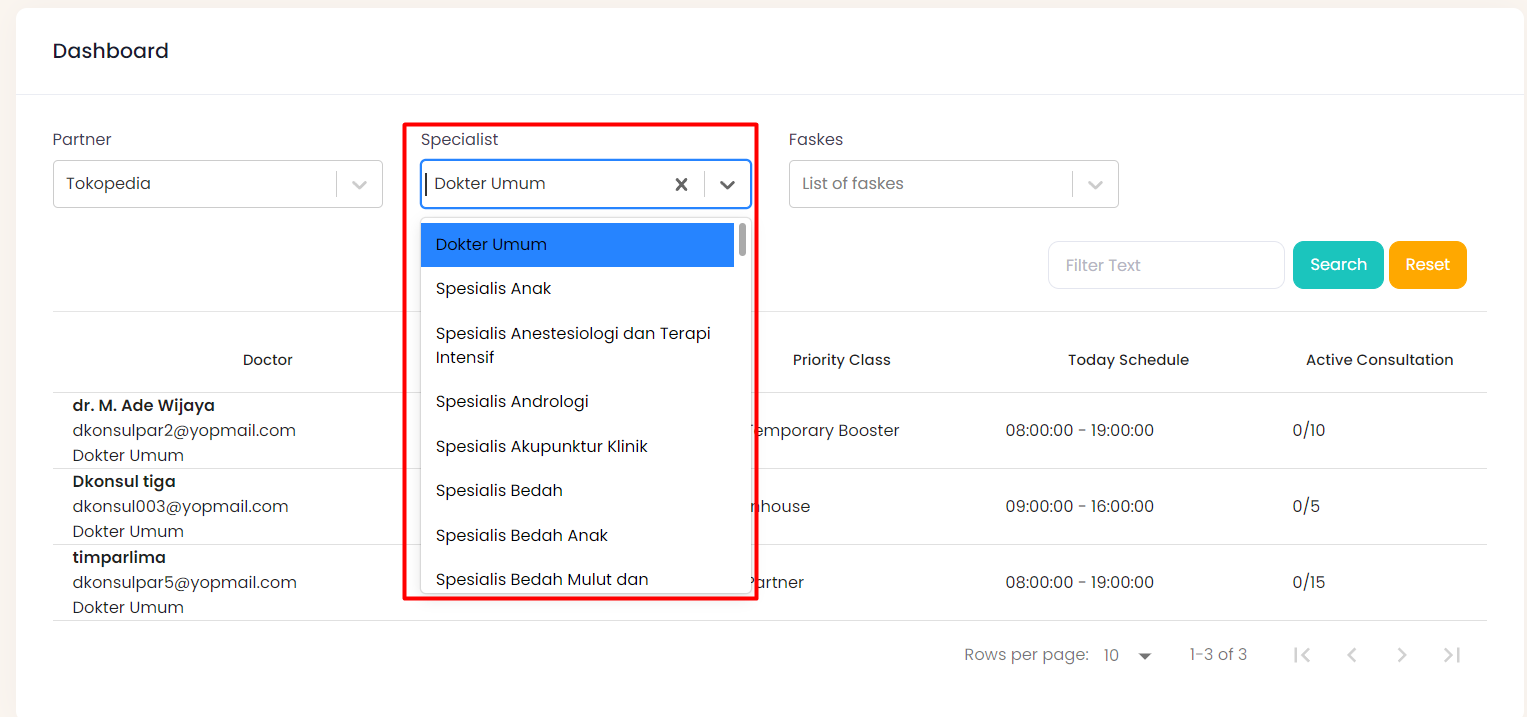 Dashboard
Partner
Specialist
Faskes
Tokopedia
Dokter Umum
List of faskes
Dokter Umum
Spesialis Anak
Spesialis Anestesiologi dan Terapi
Intensif
Spesialis Andrologi
Spesialis Akupunktur Klinik
Spesialis Bedah
Spesialis Bedah Anak
Spesialis Bedah Mulut dan
Filter Text
Search
Reset
Doctor
Priority Class
Today Schedule
Active Consultation
dr. M. Ade Wijaya
dkonsulpar2@yopmail.com
Dokter Umum
Temporary Booster
08:00:00 - 19:00:00
0/10
Dkonsul tiga
dkonsul003@yopmail.com
Dokter Umum
nhouse
09:00:00 - 16:00:00
0/5
timparlima
dkonsulpar5@yopmail.com
Dokter Umum
Partner
08:00:00 - 19:00:00
0/15
Rows per page: 10
1-3 of 3